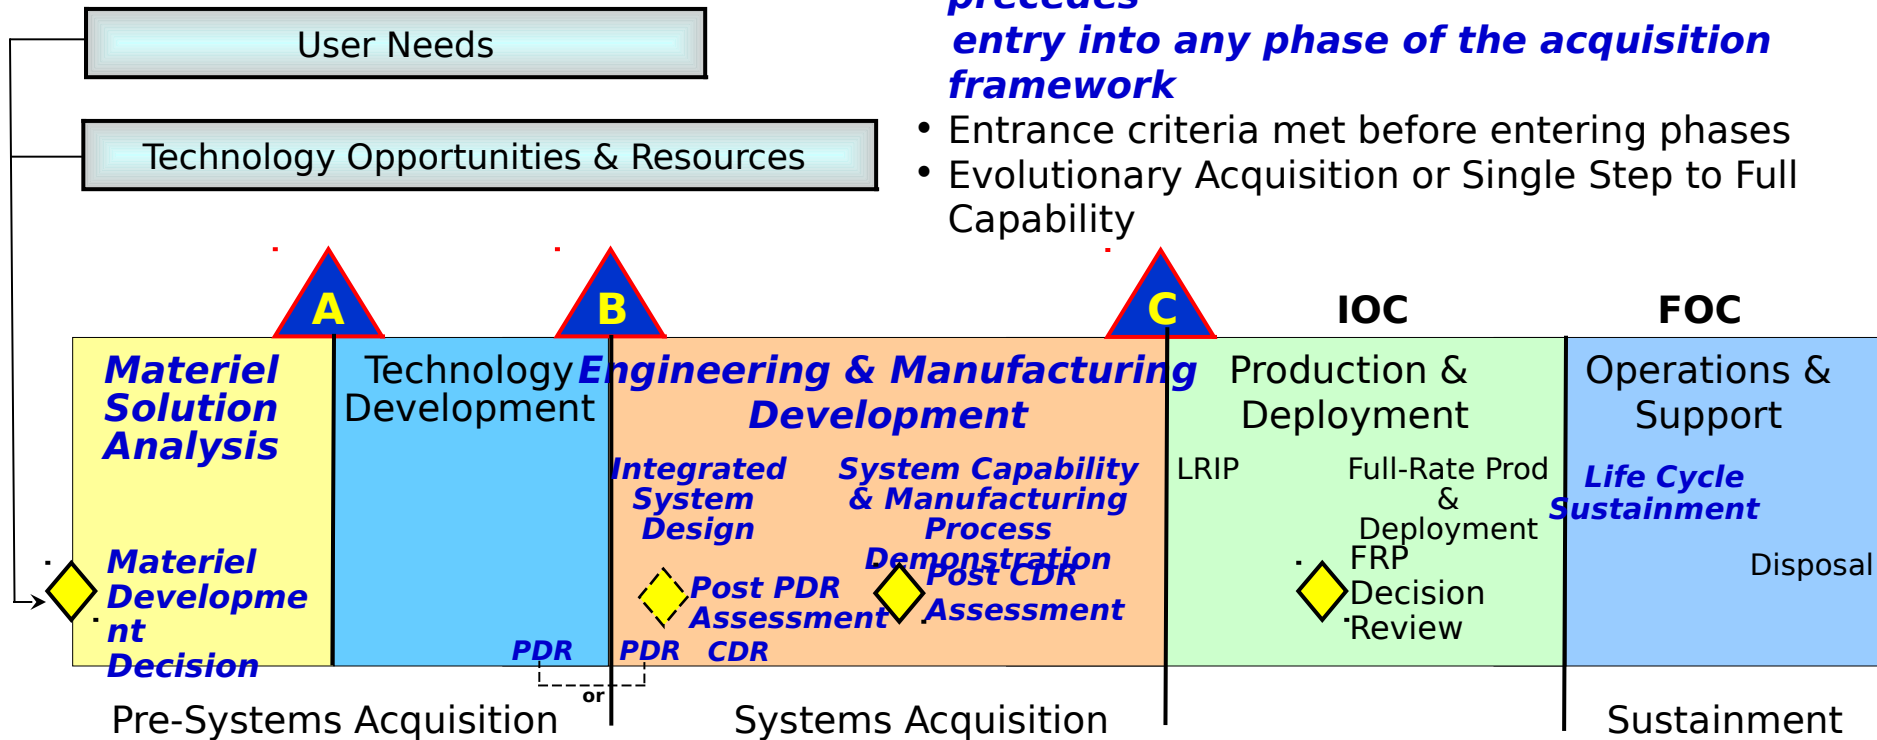 User Needs
Technology Opportunities & Resources
precedes
entry into any phase of the acquisition
framework
• Entrance criteria met before entering phases
• Evolutionary Acquisition or Single Step to Full
Capability
A
B
C
IOC
FOC
Materiel
Solution
Analysis
Technology
Development
Engineering & Manufacturing
Development
Production &
Deployment
Operations &
Support
Integrated
System
Design
System Capability
& Manufacturing
Process
Demonstration
LRIP
Full-Rate Prod
&
Deployment
Life Cycle
Sustainment
Disposal
Materiel
Developme
nt
Decision
Post PDR
Assessment
Post CDR
Assessment
FRP
Decision
Review
PDR
PDR
CDR
or
Pre-Systems Acquisition
Systems Acquisition
Sustainment